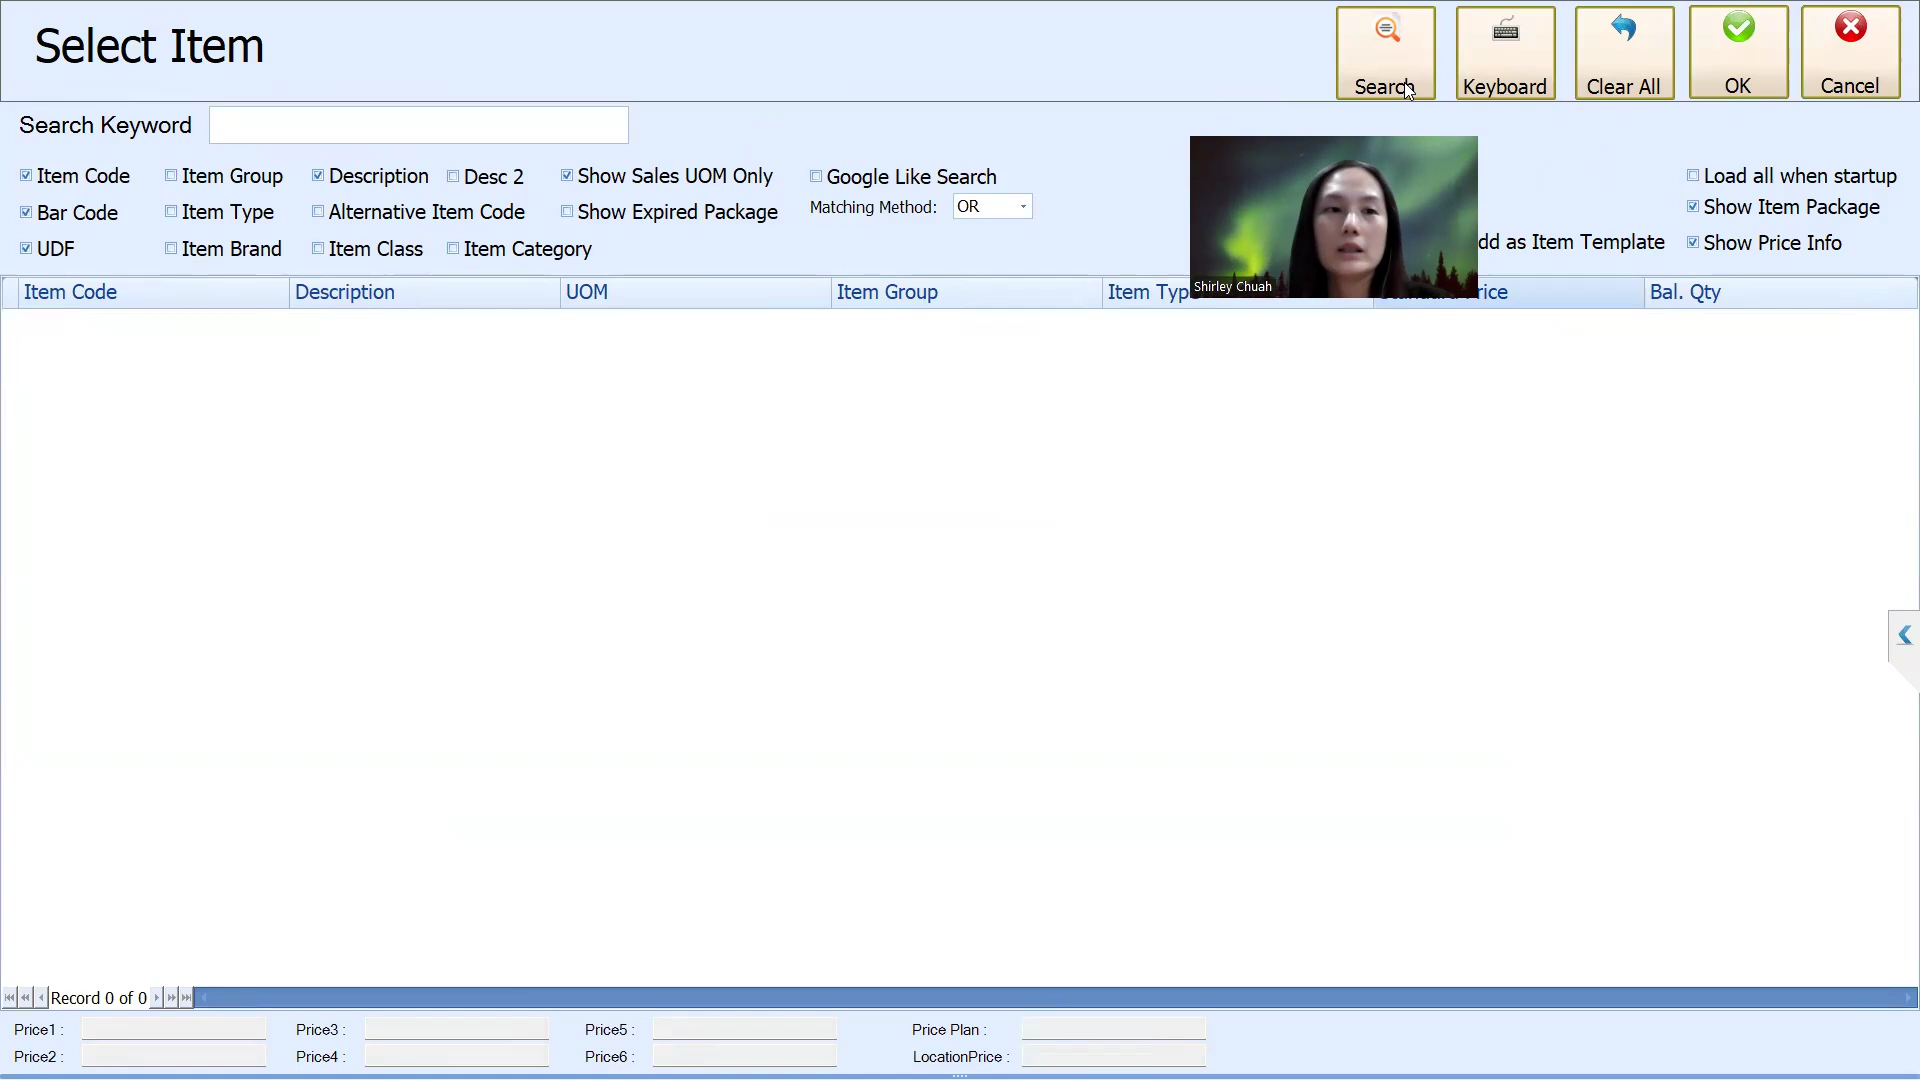 Select Item
Search Keyboard Clear All OK Cancel
Search Keyword
Item Code Item Group Description Desc 2 Show Sales UOM Only Google Like Search Load all when startup
Bar Code Item Type Alternative Item Code Show Expired Package Matching Method: OR Show Item Package
UDF Item Brand Item Class Item Category dd as Item Template Show Price Info
Shirley Chuah
Item Code Description UOM Item Group Item Typ rice Bal. Qty
Record 0 of 0
Price1 : Price3 : Price5 : Price Plan :
Price2 : Price4 : Price6 : LocationPrice :